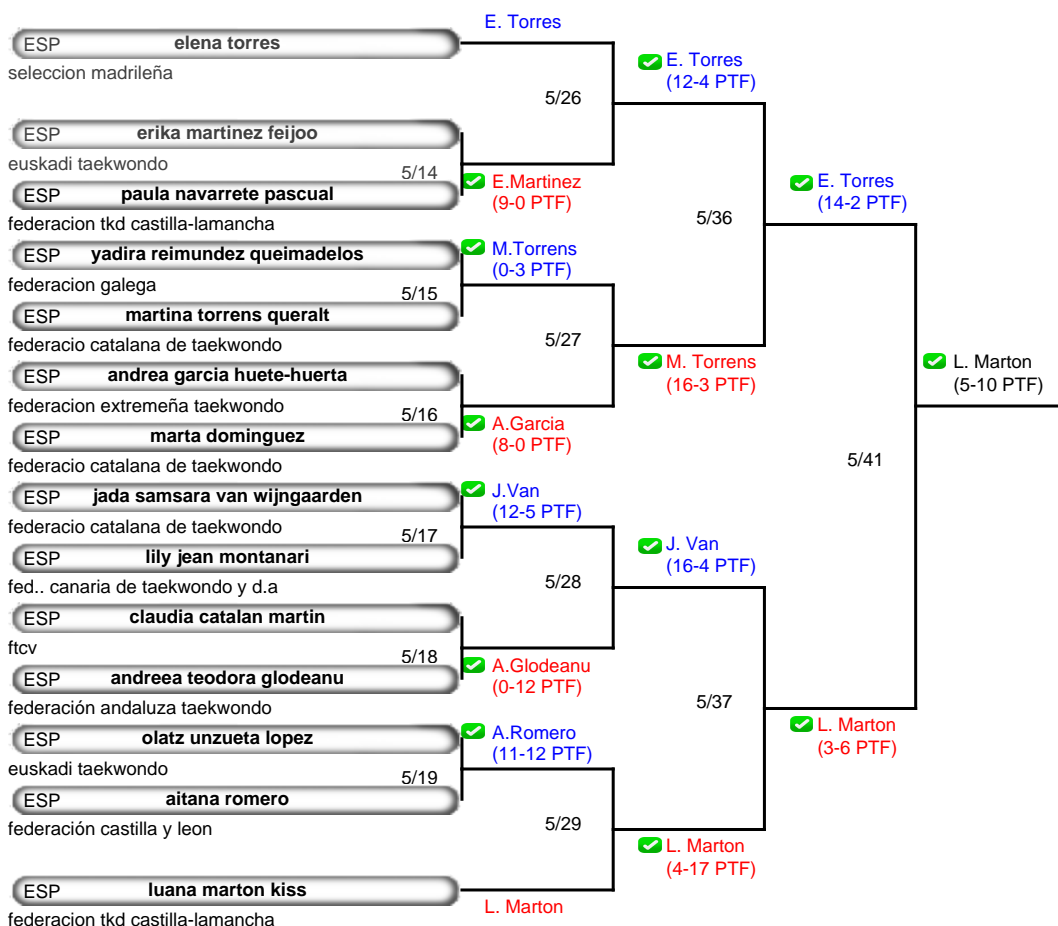 E. Torres
ESP elena torres
seleccion madrileña
E. Torres
(12-4 PTF)
5/26
ESP erika martinez feijoo
euskadi taekwondo
5/14
ESP paula navarrete pascual
federacion tkd castilla-lamancha
E.Martinez
(9-0 PTF)
E. Torres
(14-2 PTF)
5/36
ESP yadira reimundez queimadelos
federacion galega
M.Torrens
(0-3 PTF)
5/15
ESP martina torrens queralt
federacio catalana de taekwondo
5/27
ESP andrea garcia huete-huerta
federacion extremeña taekwondo
M. Torrens
(16-3 PTF)
L. Marton
(5-10 PTF)
5/16
ESP marta dominguez
federacio catalana de taekwondo
A.Garcia
(8-0 PTF)
5/41
ESP jada samsara van wijngaarden
federacio catalana de taekwondo
J.Van
(12-5 PTF)
5/17
ESP lily jean montanari
fed.. canaria de taekwondo y d.a
J. Van
(16-4 PTF)
5/28
ESP claudia catalan martin
ftcv
5/18
ESP andreea teodora glodeanu
federación andaluza taekwondo
A.Glodeanu
(0-12 PTF)
5/37
ESP olatz unzueta lopez
euskadi taekwondo
A.Romero
(11-12 PTF)
L. Marton
(3-6 PTF)
5/19
ESP aitana romero
federación castilla y leon
5/29
L. Marton
(4-17 PTF)
ESP luana marton kiss
federacion tkd castilla-lamancha
L. Marton